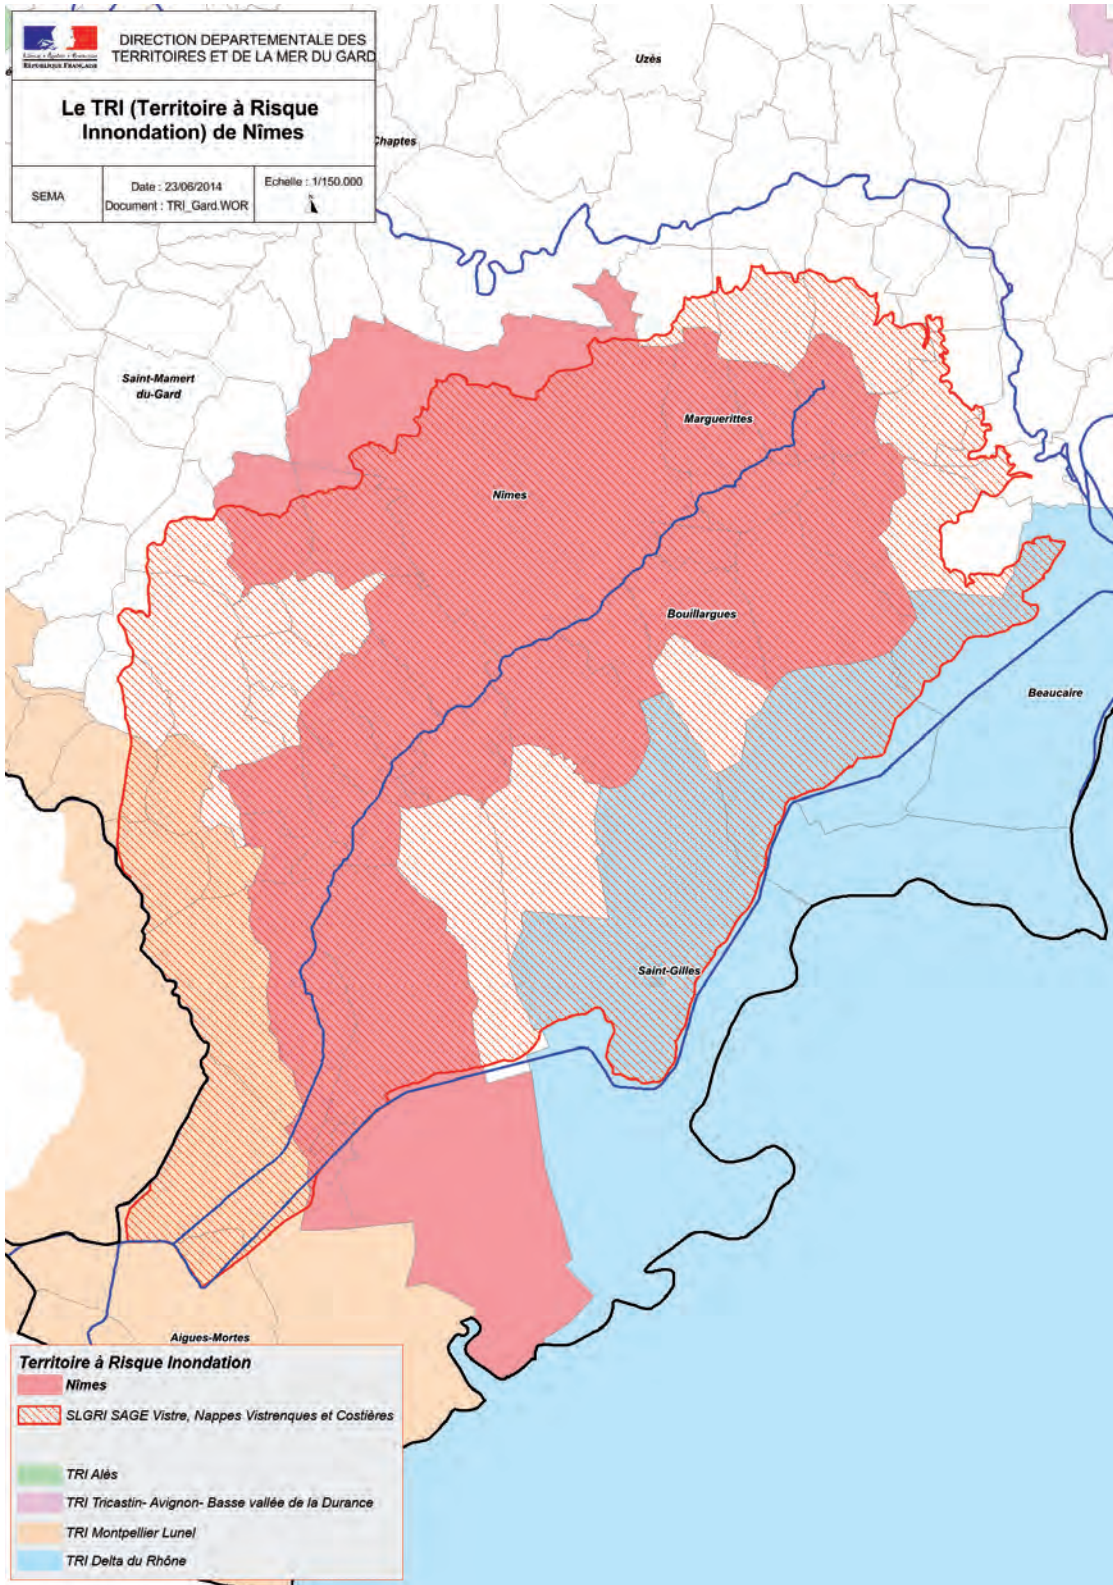 DIRECTION DEPARTEMENTALE DES
TERRITOIRES ET DE LA MER DU GARD
RÉPUBLIQUE FRANÇAISE
Le TRI (Territoire à Risque
Innondation) de Nîmes
SEMA
Date : 23/06/2014
Document : TRI_Gard.WOR
Echelle : 1/150.000
Uzès
Chaptes
Saint-Mamert
du-Gard
Marguerittes
Nîmes
Bouillargues
Beaucaire
Saint-Gilles
Aigues-Mortes
Territoire à Risque Inondation
Nîmes
SLGRI SAGE Vistre, Nappes Vistrenques et Costières
TRI Alès
TRI Tricastin- Avignon- Basse vallée de la Durance
TRI Montpellier Lunel
TRI Delta du Rhône